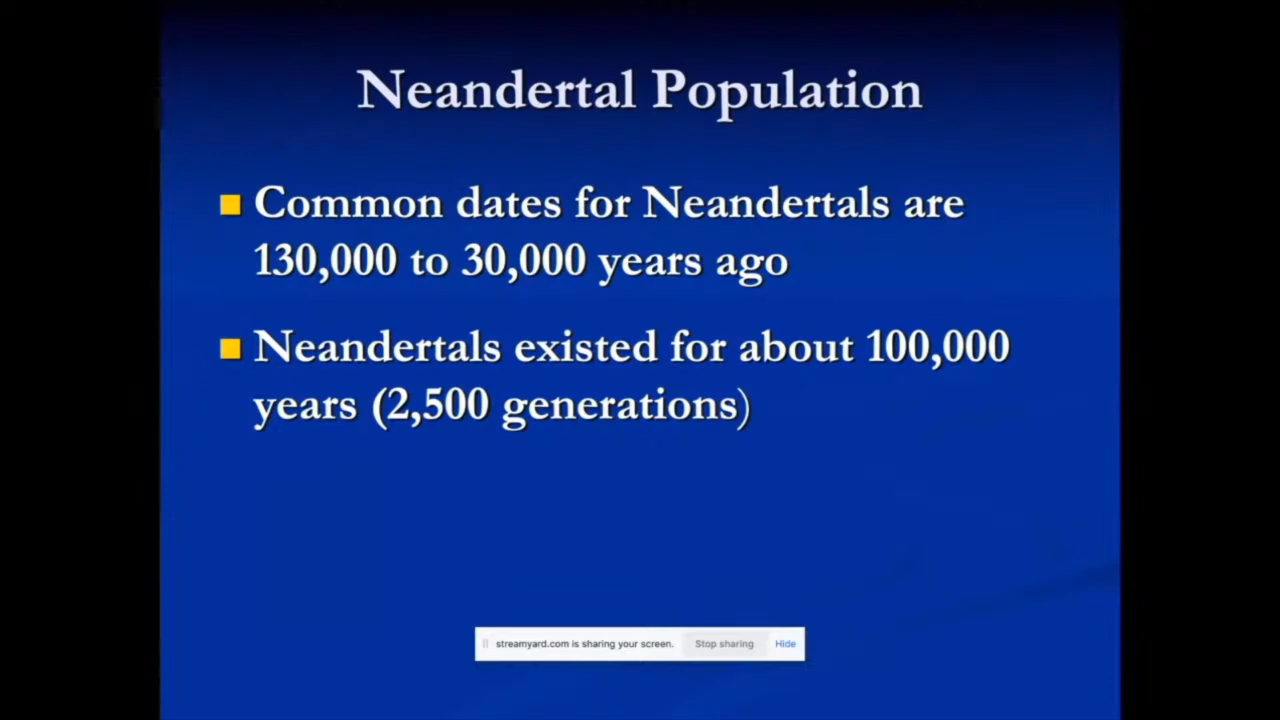 Neandertal Population
Common dates for Neandertals are
130,000 to 30,000 years ago
Neandertals existed for about 100,000
years (2,500 generations)
streamyard.com is sharing your screen. Stop sharing Hide